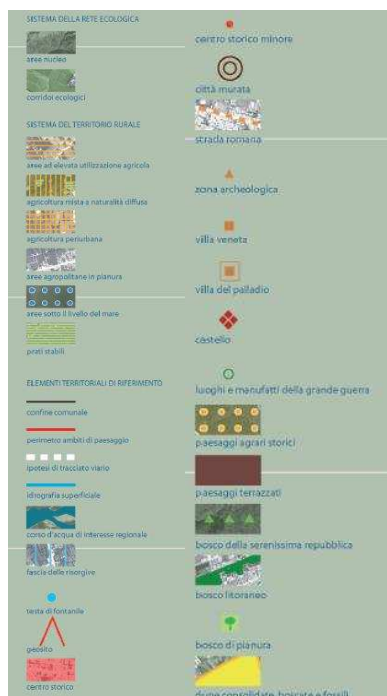 SISTEMA DELLA RETE ECOLOGICA
aree nucleo
corridoi ecologici
SISTEMA DEL TERRITORIO RURALE
aree ad elevata utilizzazione agricola
agricoltura mista a naturalità diffusa
agricoltura periurbana
aree agropolitane in pianura
aree sotto il livello del mare
prati stabili
ELEMENTI TERRITORIALI DI RIFERIMENTO
confine comunale
perimetro ambiti di paesaggio
ipotesi di tracciato viario
idrografia superficiale
corso d'acqua di interesse regionale
fascia delle risorgive
testa di fontanile
geosito
centro storico
centro storico minore
città murata
strada romana
zona archeologica
villa veneta
villa del palladio
castello
luoghi e manufatti della grande guerra
paesaggi agrari storici
paesaggi terrazzati
bosco della serenissima repubblica
bosco litoraneo
bosco di pianura
dune consolidate, boscate e fossili